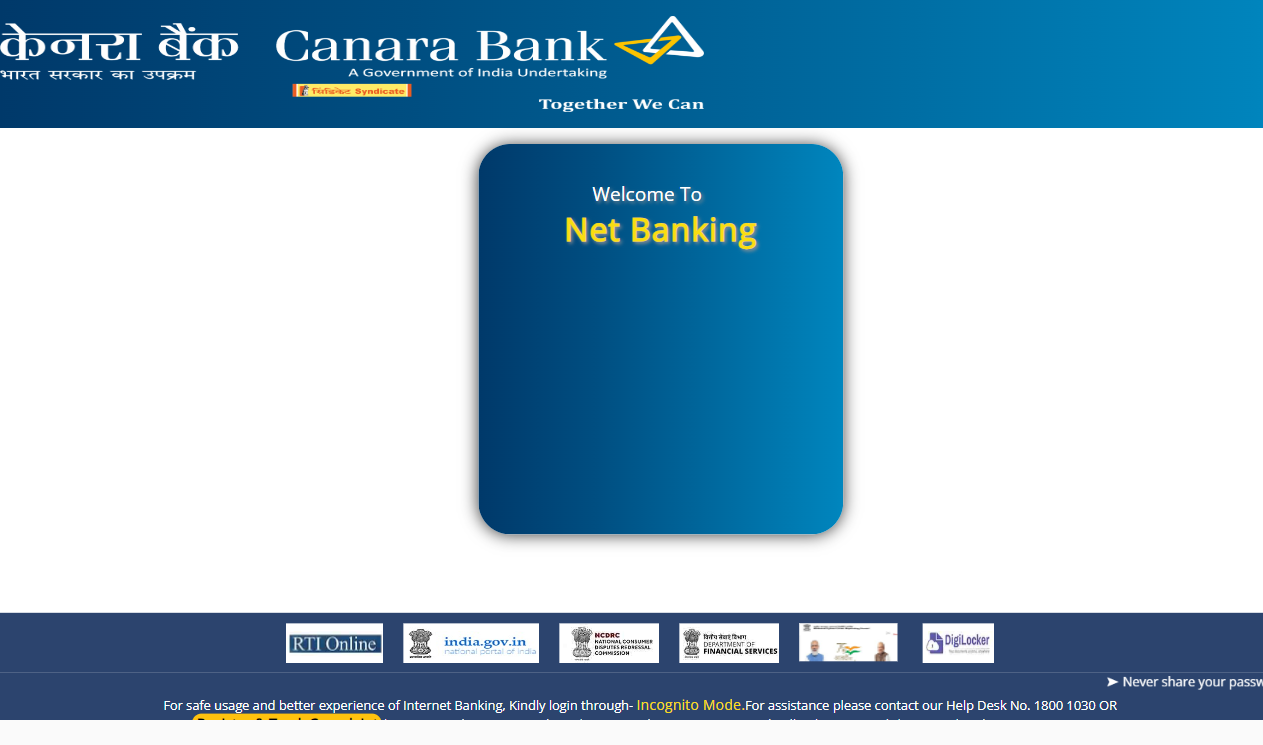 केनरा बैंक Canara Bank
भारत सरकार का उपक्रम A Government of India Undertaking
सिंडिकेट Syndicate
Together We Can
Welcome To
Net Banking
RTI Online
india.gov.in
national portal of India
NCDRC
NATIONAL CONSUMER
DISPUTES REDRESSAL
COMMISSION
वित्तीय सेवाएं विभाग
DEPARTMENT OF
FINANCIAL SERVICES
DigiLocker
➤ Never share your passw
For safe usage and better experience of Internet Banking, Kindly login through- Incognito Mode.For assistance please contact our Help Desk No. 1800 1030 OR